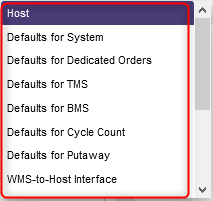 Host
Defaults for System
Defaults for Dedicated Orders
Defaults for TMS
Defaults for BMS
Defaults for Cycle Count
Defaults for Putaway
WMS-to-Host Interface